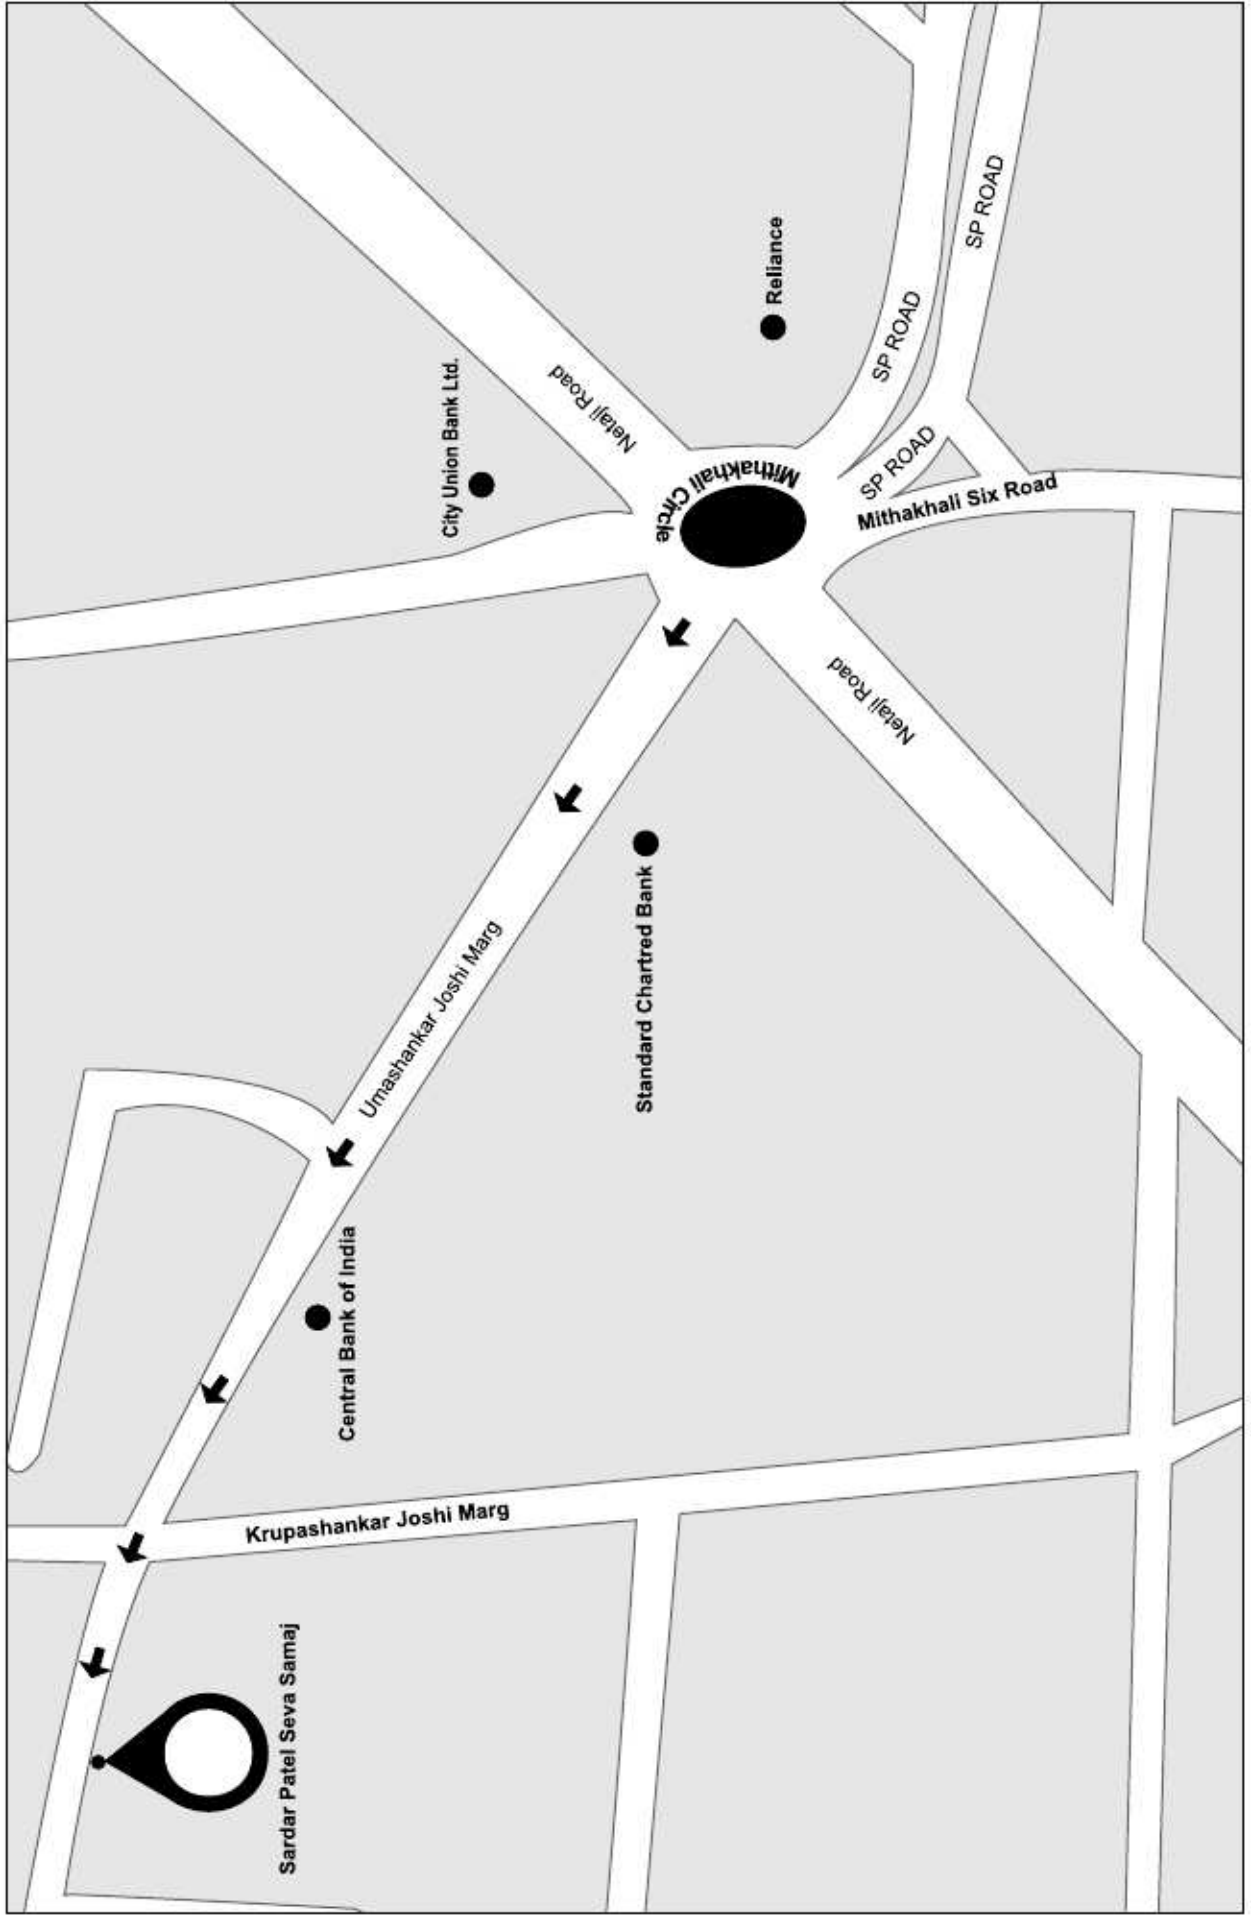 Netaji Road
City Union Bank Ltd.
Reliance
SP ROAD
SP ROAD
SP ROAD
Mithakhali Circle
Mithakhali Six Road
Netaji Road
Umashankar Joshi Marg
Standard Chartred Bank
Central Bank of India
Krupashankar Joshi Marg
Sardar Patel Seva Samaj